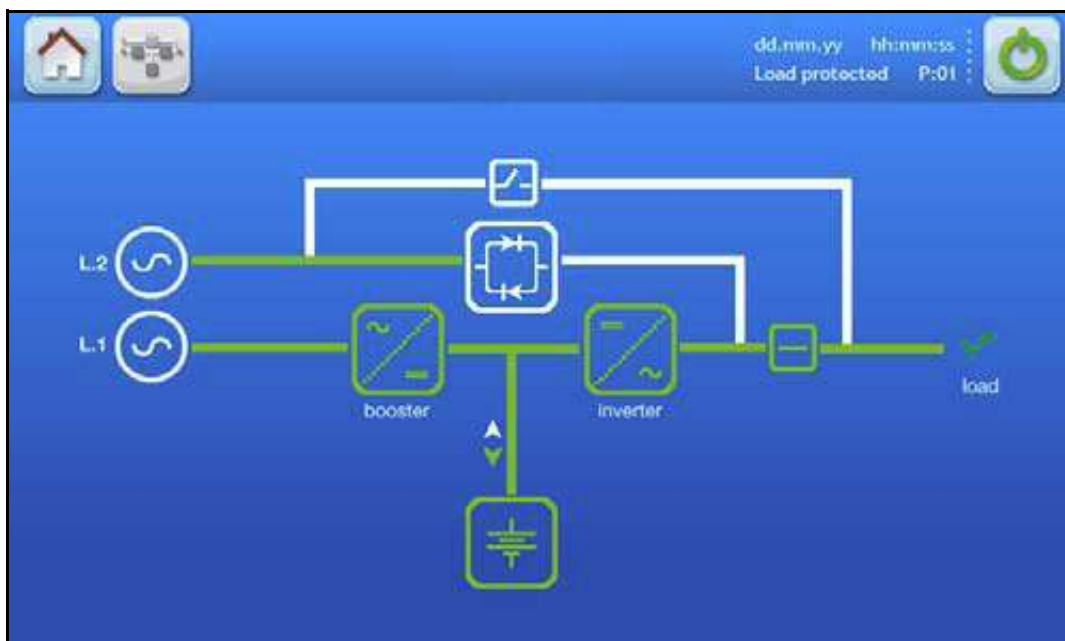 dd.mm.yy hh:mm:ss
Load protected P:01
L.2
L.1
booster
inverter
load